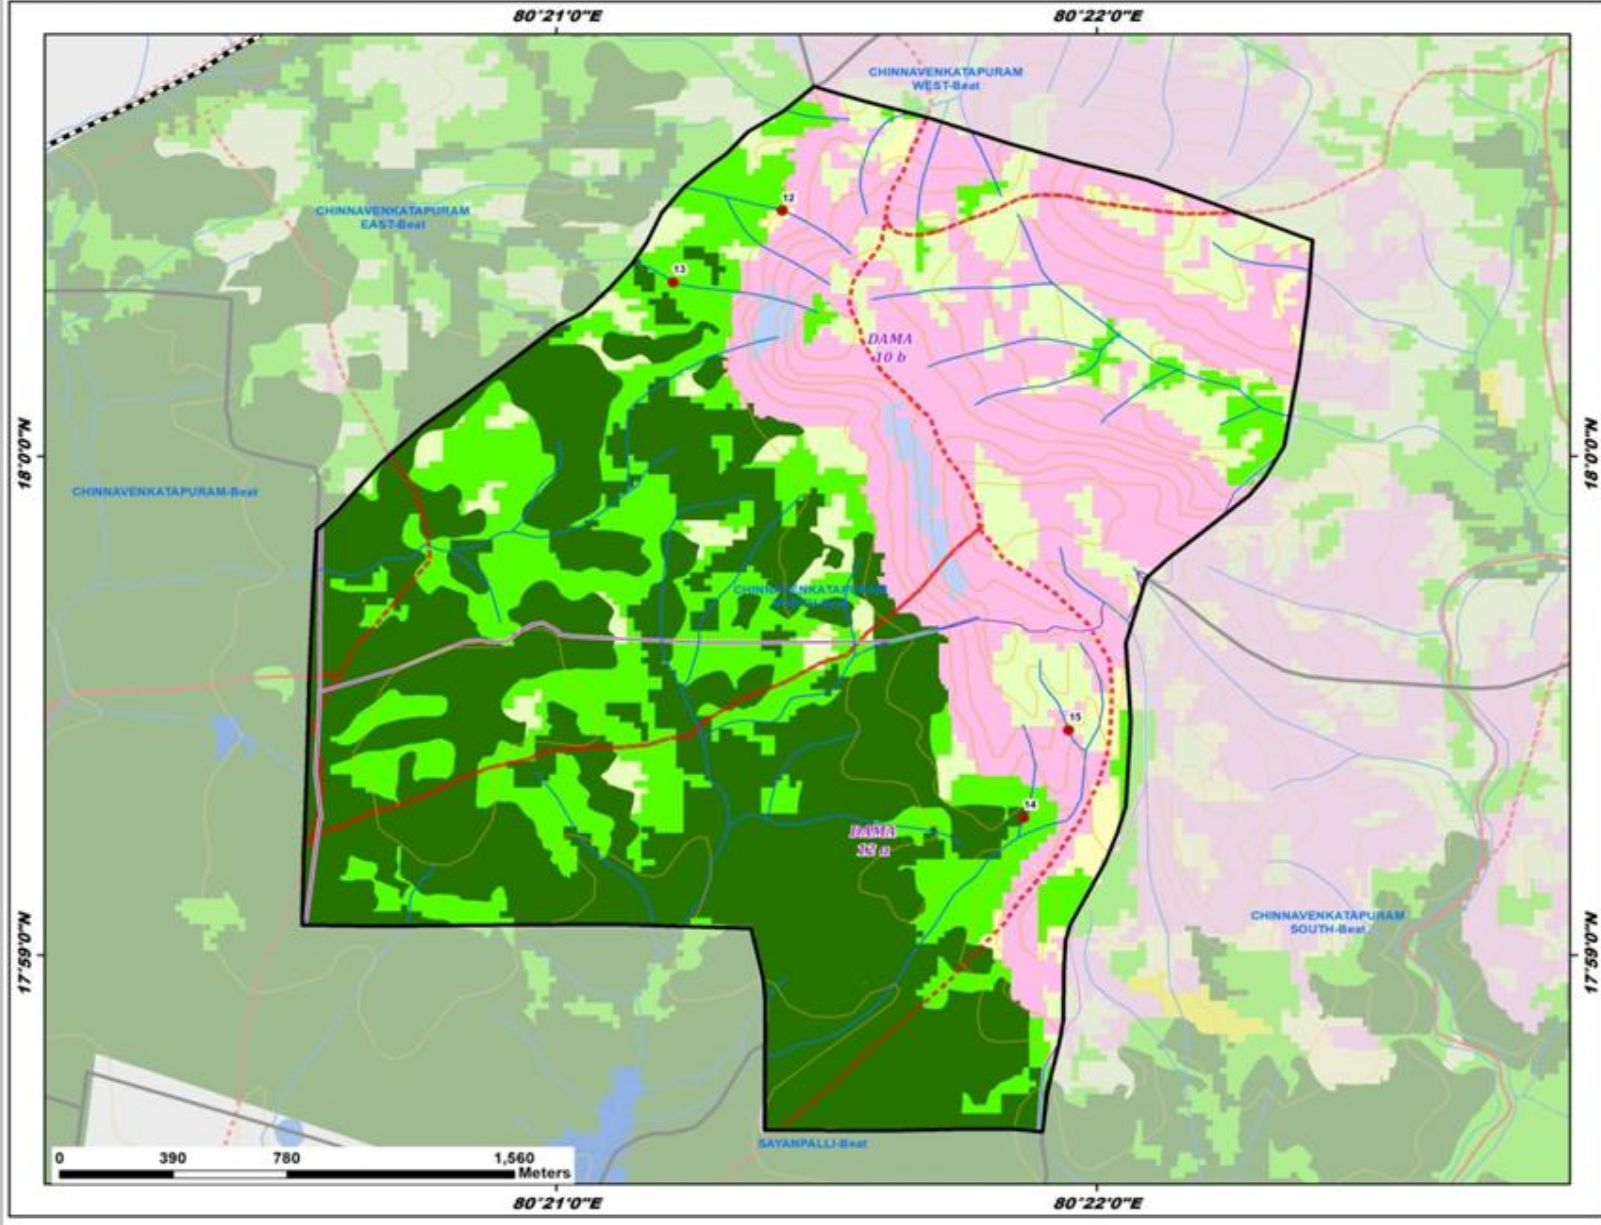 80°21'0"E 80°22'0"E
CHINNAVENKATAPURAM
WEST-Beat
12
CHINNAVENKATAPURAM
EAST-Beat
13
DAMA
10 b
18°0'0"N 18°0'0"N
CHINNAVENKATAPURAM-Beat
CHINNAVENKATAPURAM
15
14
DAMA
12 a
CHINNAVENKATAPURAM
SOUTH-Beat
17°59'0"N 17°59'0"N
SAYANPALLI-Beat
0 390 780 1,560
Meters
80°21'0"E 80°22'0"E